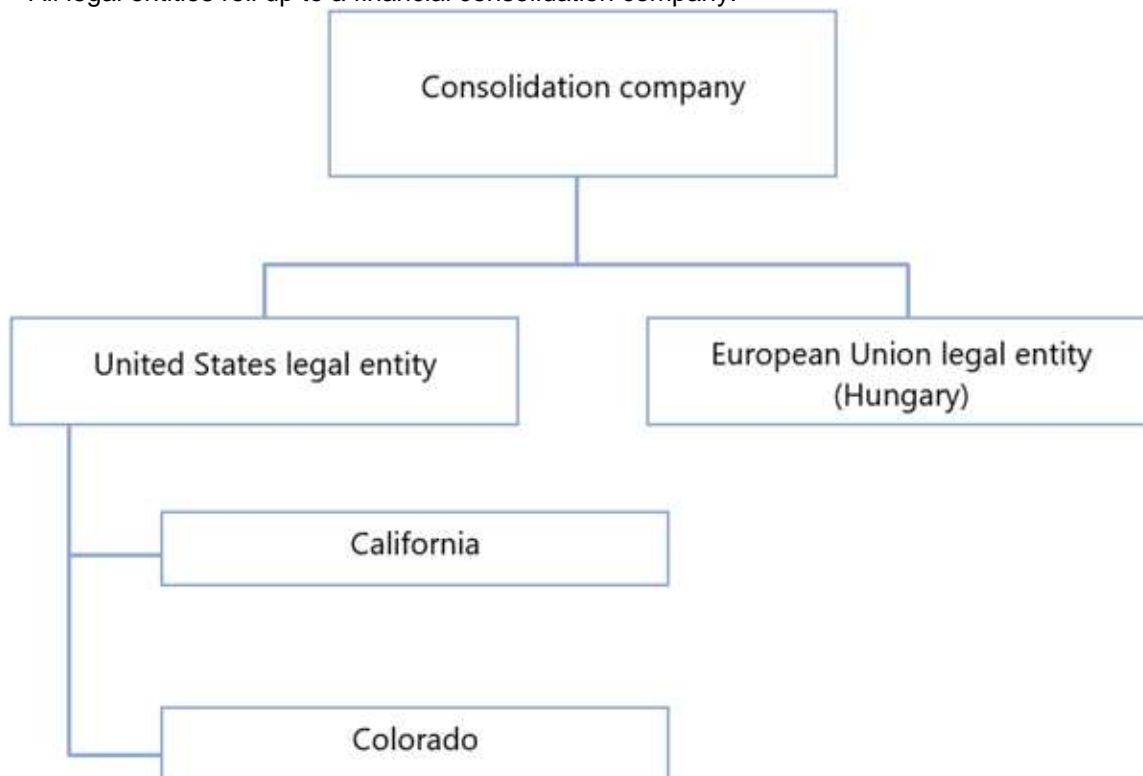 All legal entities roll up to a financial consolidation company.
Consolidation company
United States legal entity
European Union legal entity
(Hungary)
California
Colorado